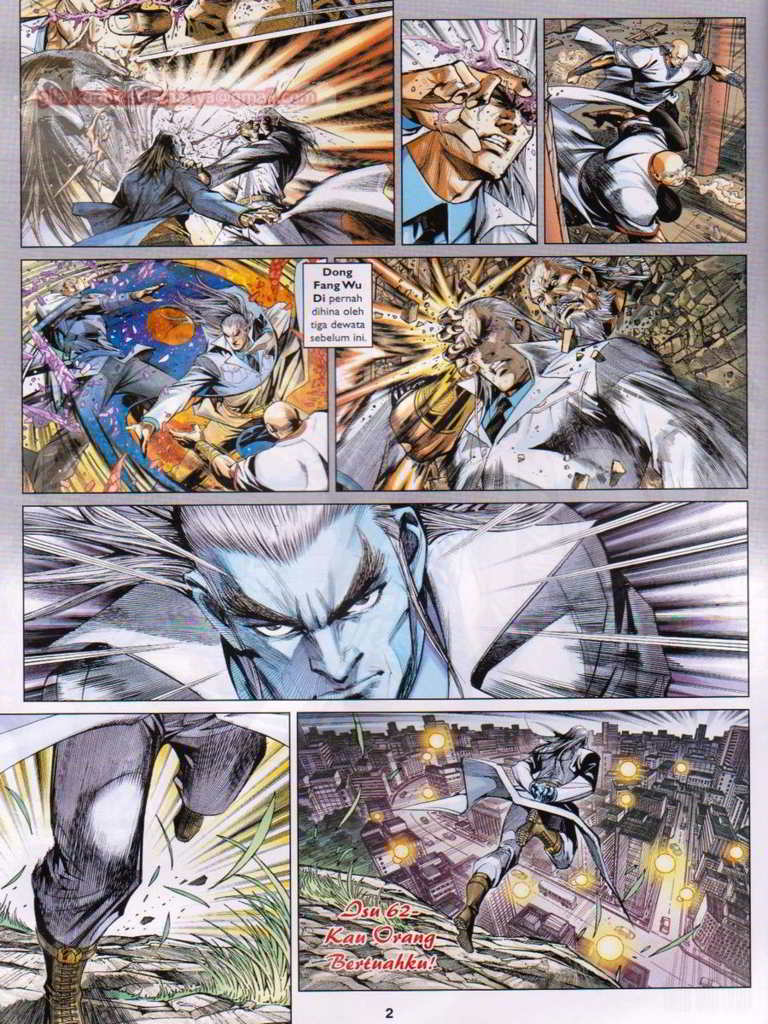 Dong
Fang Wu
Di pernah
dihina oleh
tiga dewata
sebelum ini.
Isu 62-
Kau Orang
Bertuahku!
2